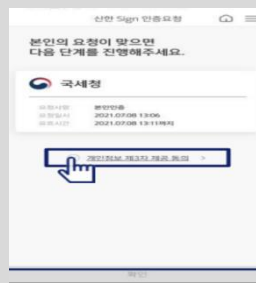 신한 Sign 인증요청
본인의 요청이 맞으면
다음 단계를 진행해주세요.
국세청
요청사항 본인인증
요청일시 2021.07.08 13:06
유효시간 2021.07.08 13:11까지
개인정보 제3자 제공 동의 >
확인